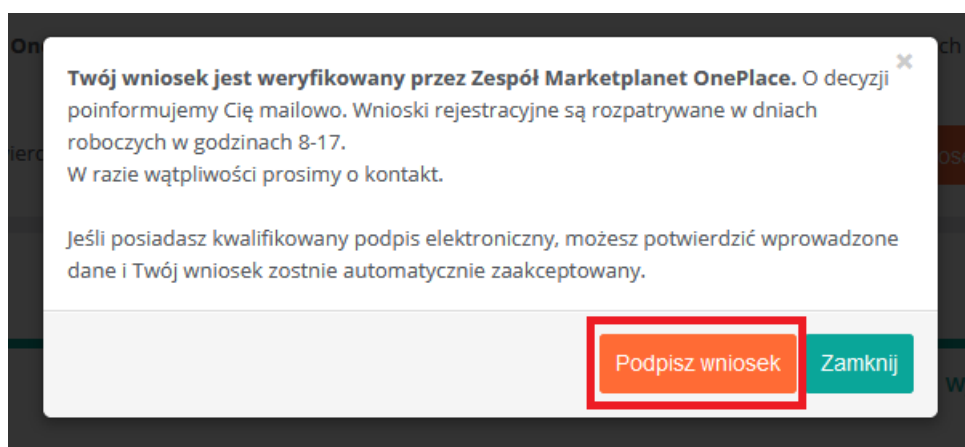 Twój wniosek jest weryfikowany przez Zespół Marketplanet OnePlace. O decyzji
poinformujemy Cię mailowo. Wnioski rejestracyjne są rozpatrywane w dniach
roboczych w godzinach 8-17.
W razie wątpliwości prosimy o kontakt.
Jeśli posiadasz kwalifikowany podpis elektroniczny, możesz potwierdzić wprowadzone
dane i Twój wniosek zostnie automatycznie zaakceptowany.
Podpisz wniosek Zamknij